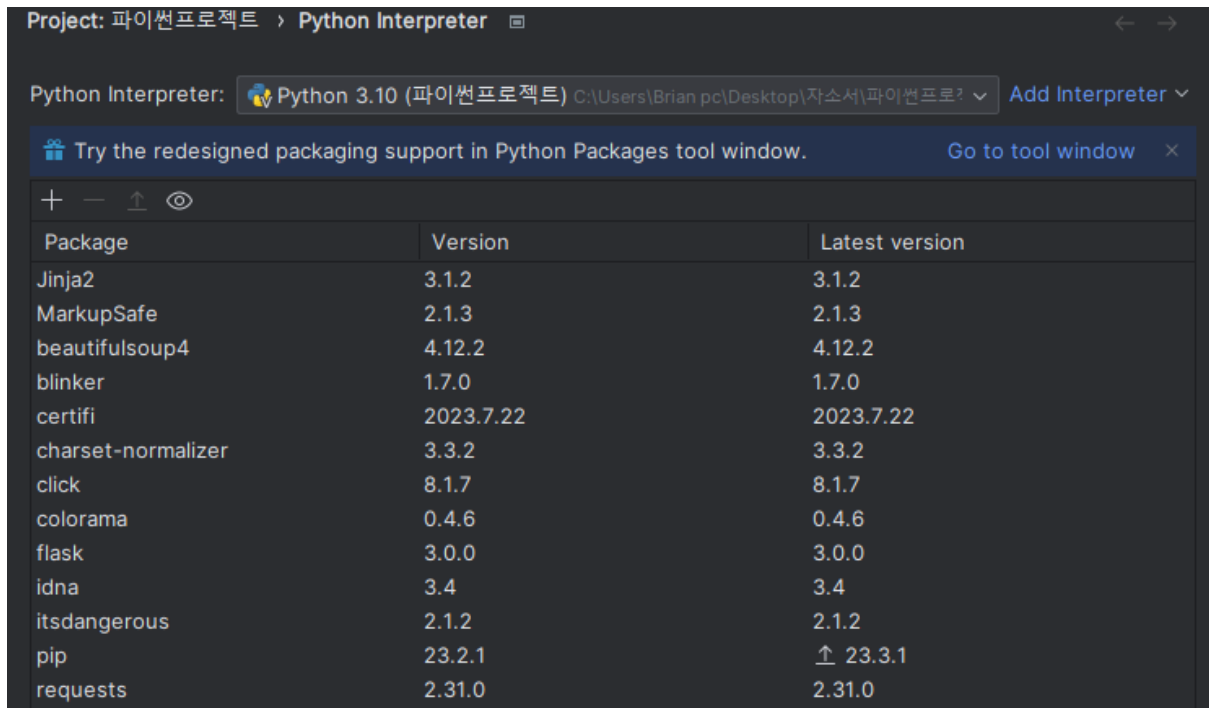 Project: 파이썬프로젝트 › Python Interpreter
Python Interpreter: Python 3.10 (파이썬프로젝트) C:\Users\Brian pc\Desktop\자소서\파이썬프로 Add Interpreter
Try the redesigned packaging support in Python Packages tool window. Go to tool window
Package Version Latest version
Jinja2 3.1.2 3.1.2
MarkupSafe 2.1.3 2.1.3
beautifulsoup4 4.12.2 4.12.2
blinker 1.7.0 1.7.0
certifi 2023.7.22 2023.7.22
charset-normalizer 3.3.2 3.3.2
click 8.1.7 8.1.7
colorama 0.4.6 0.4.6
flask 3.0.0 3.0.0
idna 3.4 3.4
itsdangerous 2.1.2 2.1.2
pip 23.2.1 23.3.1
requests 2.31.0 2.31.0